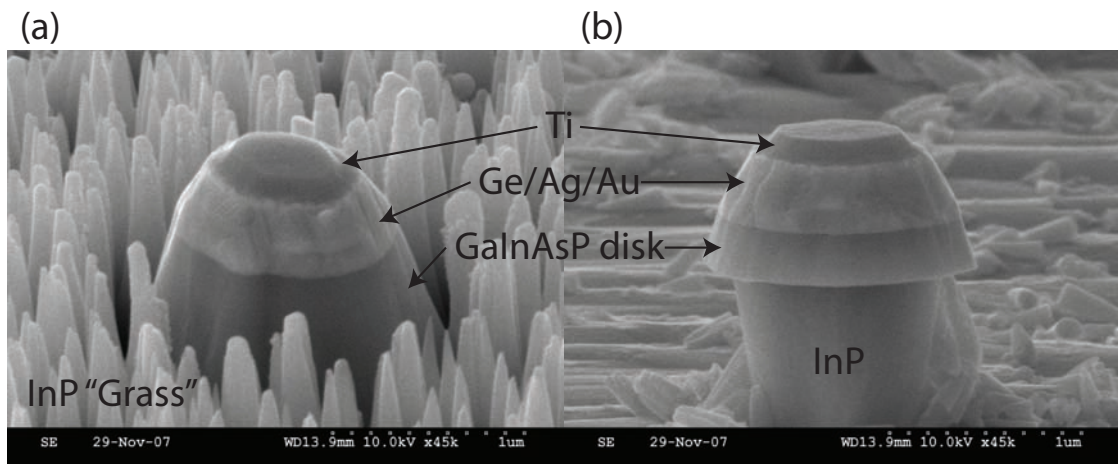 (a)
(b)
Ti
Ge/Ag/Au
GaInAsP disk
InP "Grass"
InP
SE 29-Nov-07 WD13.9mm 10.0kV x45k 1um
SE 29-Nov-07 WD13.9mm 10.0kV x45k 1um